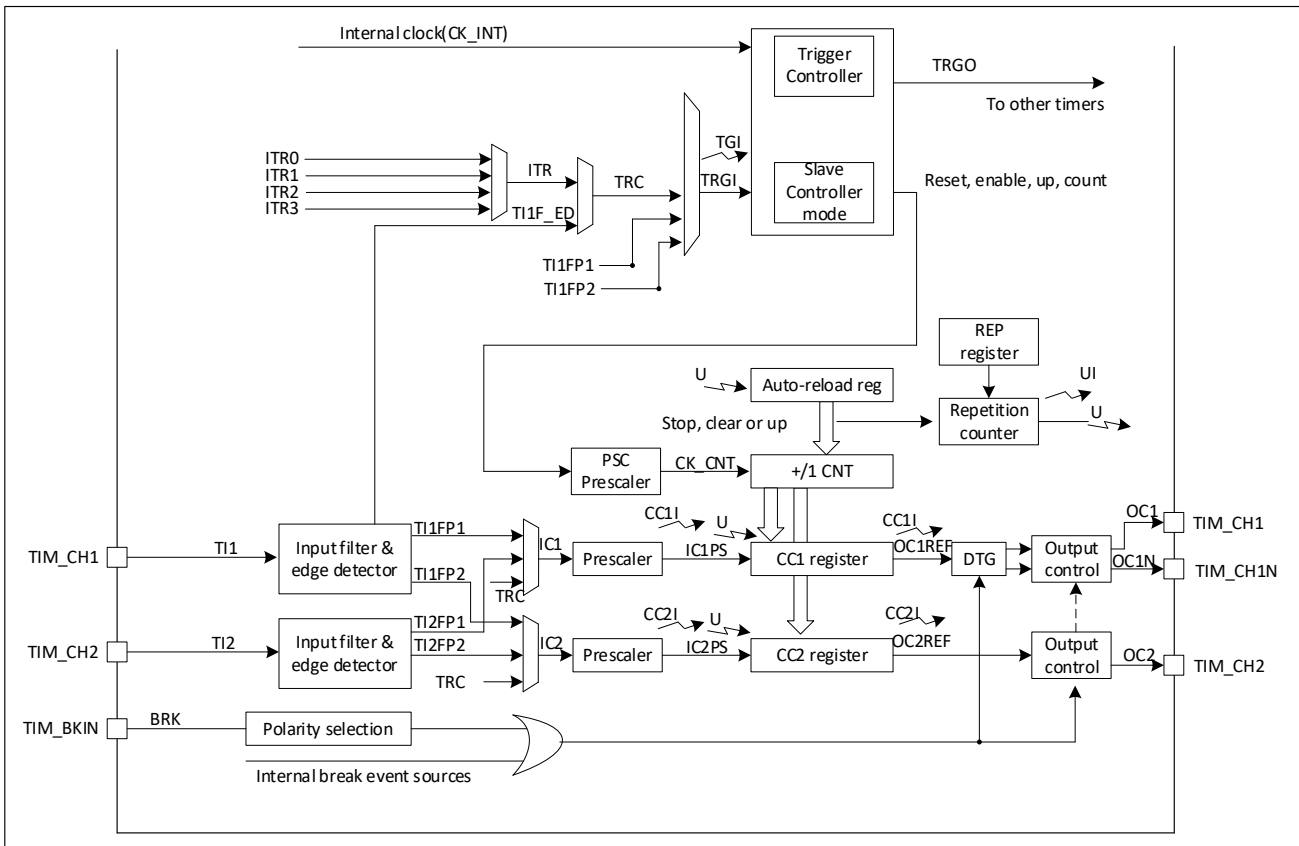 Internal clock(CK_INT)
Trigger
Controller
TRGO
To other timers
TGI
ITR0
ITR1
ITR2
ITR3
ITR
TRC
TRGI
Slave
Controller
mode
Reset, enable, up, count
TI1F_ED
TI1FP1
TI1FP2
REP
register
U
Auto-reload reg
UI
Repetition
counter
U
Stop, clear or up
PSC
Prescaler
CK_CNT
+/1 CNT
TIM_CH1
TI1
Input filter &
edge detector
TI1FP1
TI1FP2
TRC
IC1
Prescaler
CC1I
U
IC1PS
CC1 register
CC1I
OC1REF
DTG
Output
control
OC1
OC1N
TIM_CH1
TIM_CH1N
TIM_CH2
TI2
Input filter &
edge detector
TI2FP1
TI2FP2
TRC
IC2
Prescaler
CC2I
U
IC2PS
CC2 register
CC2I
OC2REF
Output
control
OC2
TIM_CH2
TIM_BKIN
BRK
Polarity selection
Internal break event sources